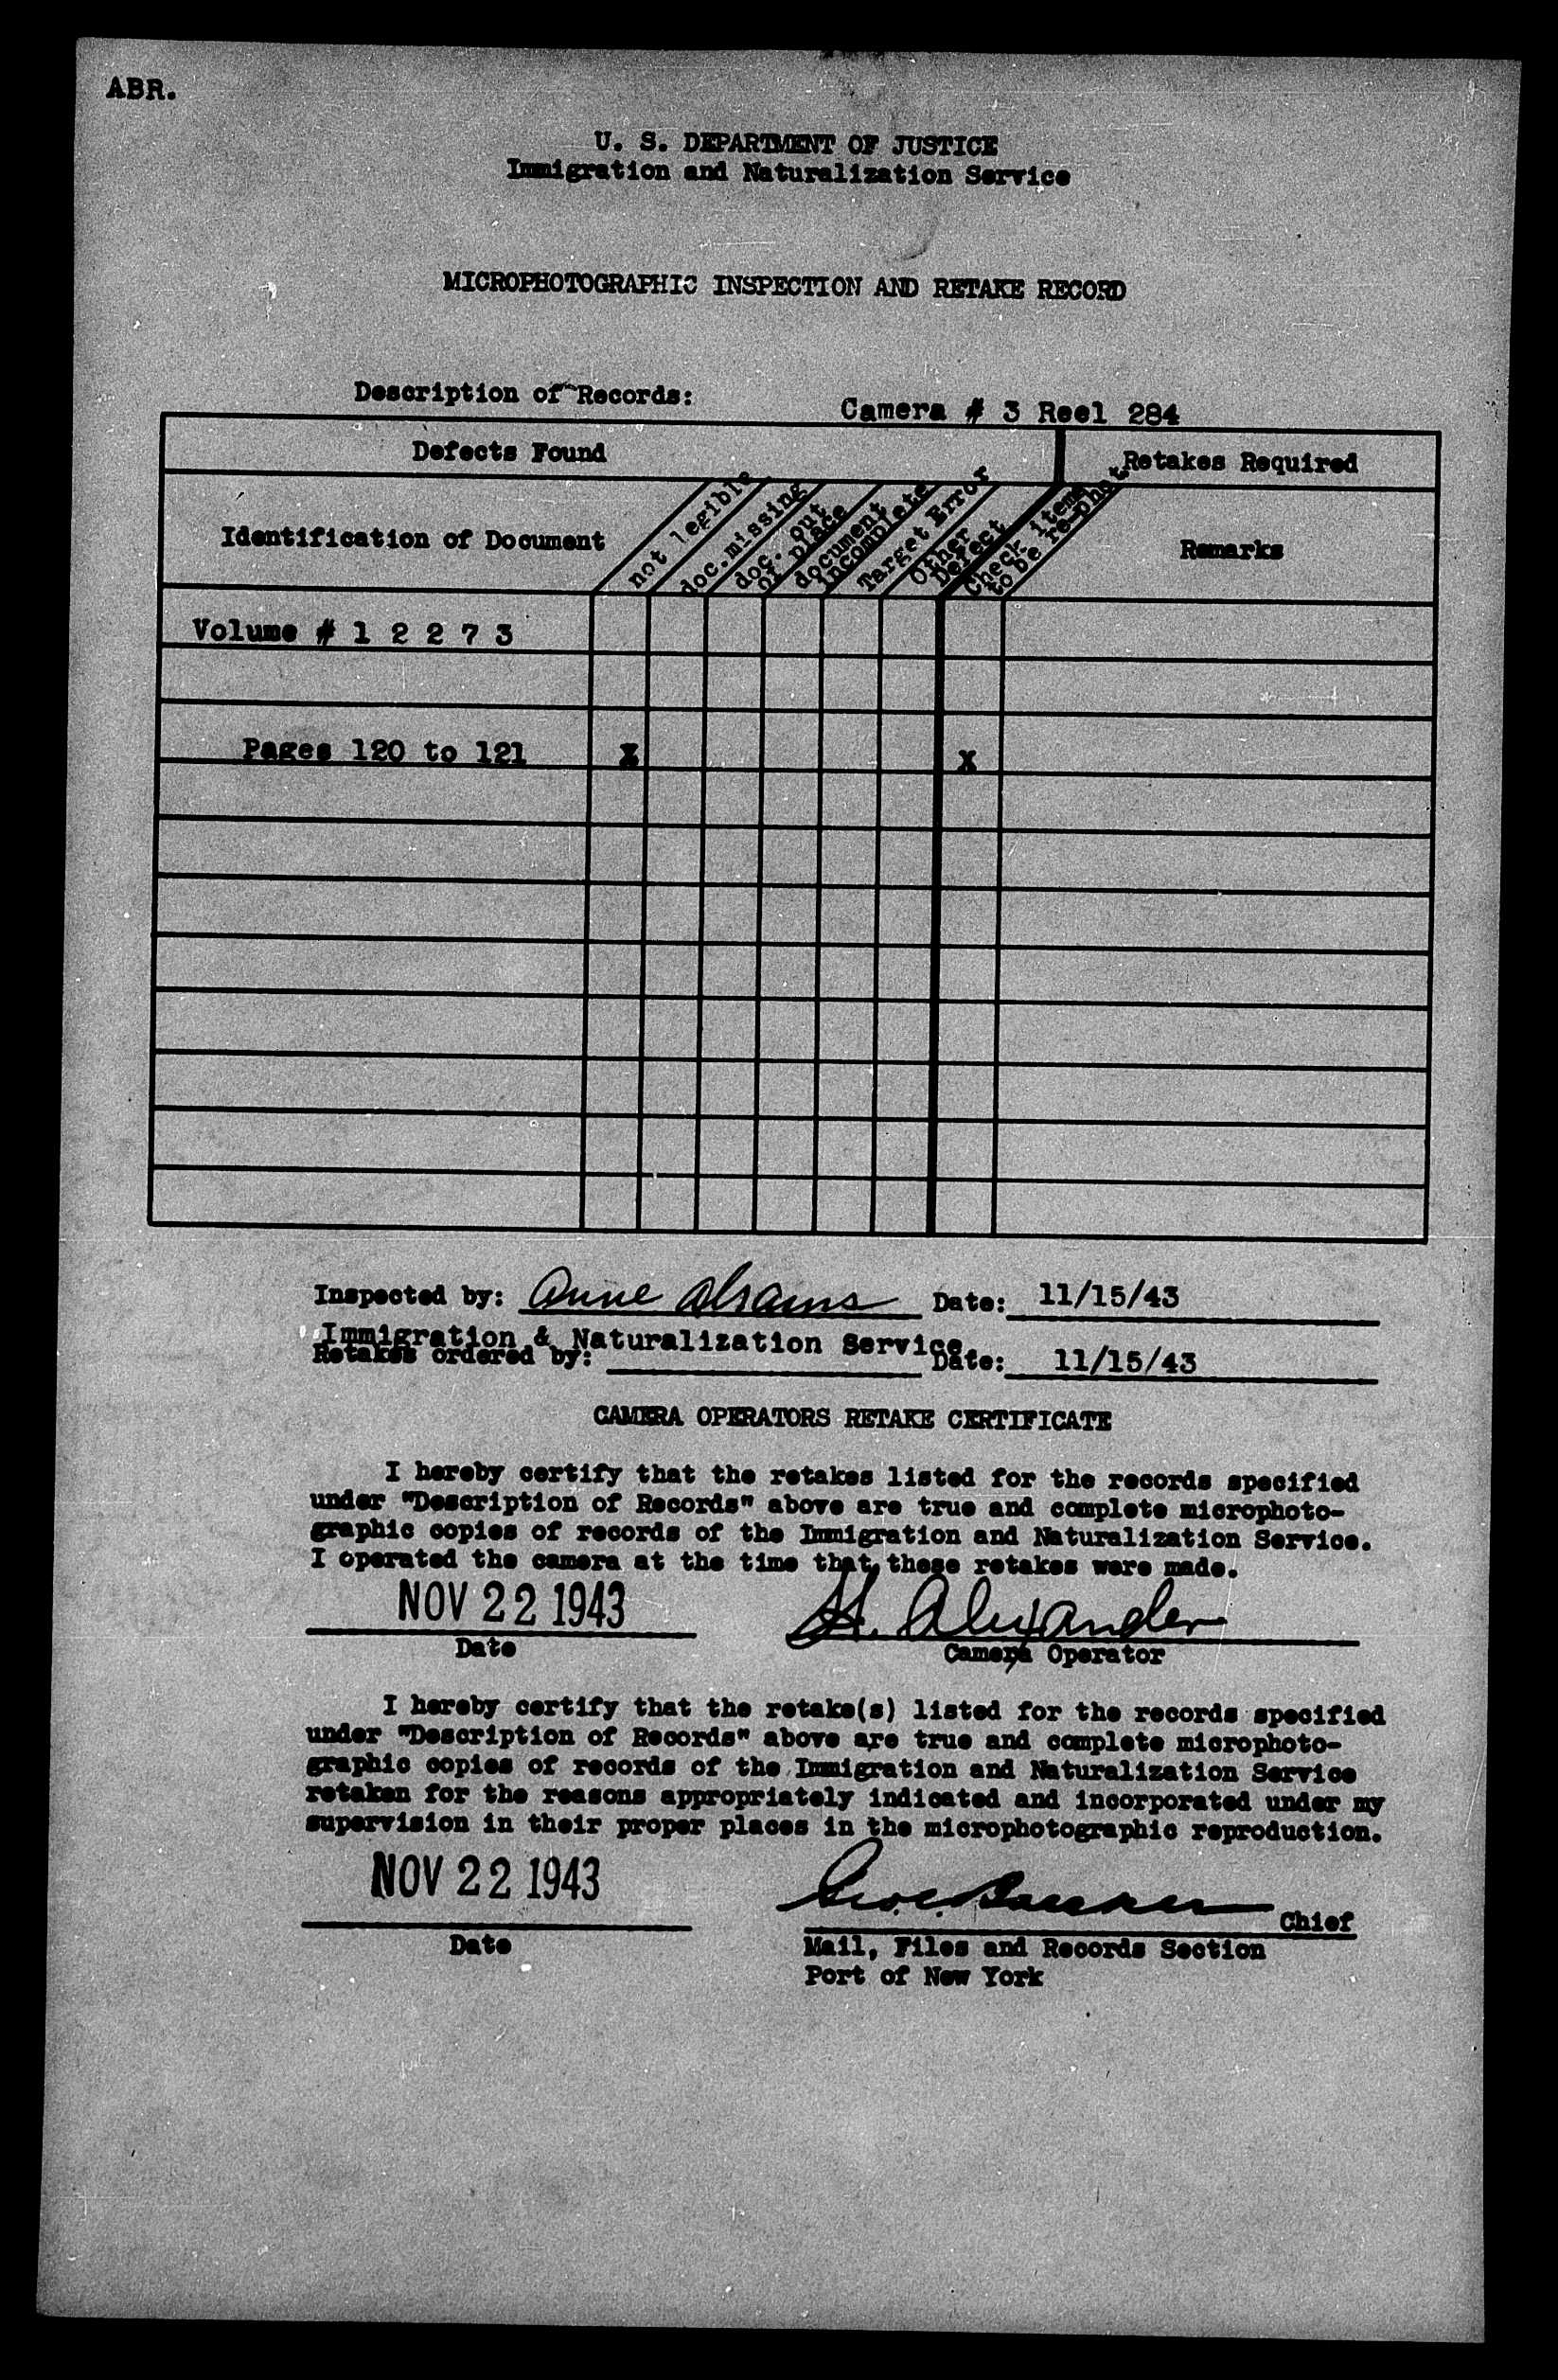 ABR.
U. S. DEPARTMENT OF JUSTICE
Immigration and Naturalization Service
MICROPHOTOGRAPHIC INSPECTION AND RETAKE RECORD
Description of Records:
Camera # 3 Reel 284
Defects Found
Retakes Required
Identification of Document
not legible
doc.missing
doc. out
of place
document
incomplete
Target Error
Other
Defect
Check items
to be re-phot.
Remarks
Volume # 1 2 2 7 3
Pages 120 to 121 X X
Inspected by: Anne Abrams Date: 11/15/43
Immigration & Naturalization Service.
Retakes ordered by: Date: 11/15/43
CAMERA OPERATORS RETAKE CERTIFICATE
I hereby certify that the retakes listed for the records specified
under "Description of Records" above are true and complete microphoto-
graphic copies of records of the Immigration and Naturalization Service.
I operated the camera at the time that these retakes were made.
NOV 22 1943 H. Alexander
Date Camera Operator
I hereby certify that the retake(s) listed for the records specified
under "Description of Records" above are true and complete microphoto-
graphic copies of records of the Immigration and Naturalization Service
retaken for the reasons appropriately indicated and incorporated under my
supervision in their proper places in the microphotographic reproduction.
NOV 22 1943
Chief
Date
Mail, Files and Records Section
Port of New York